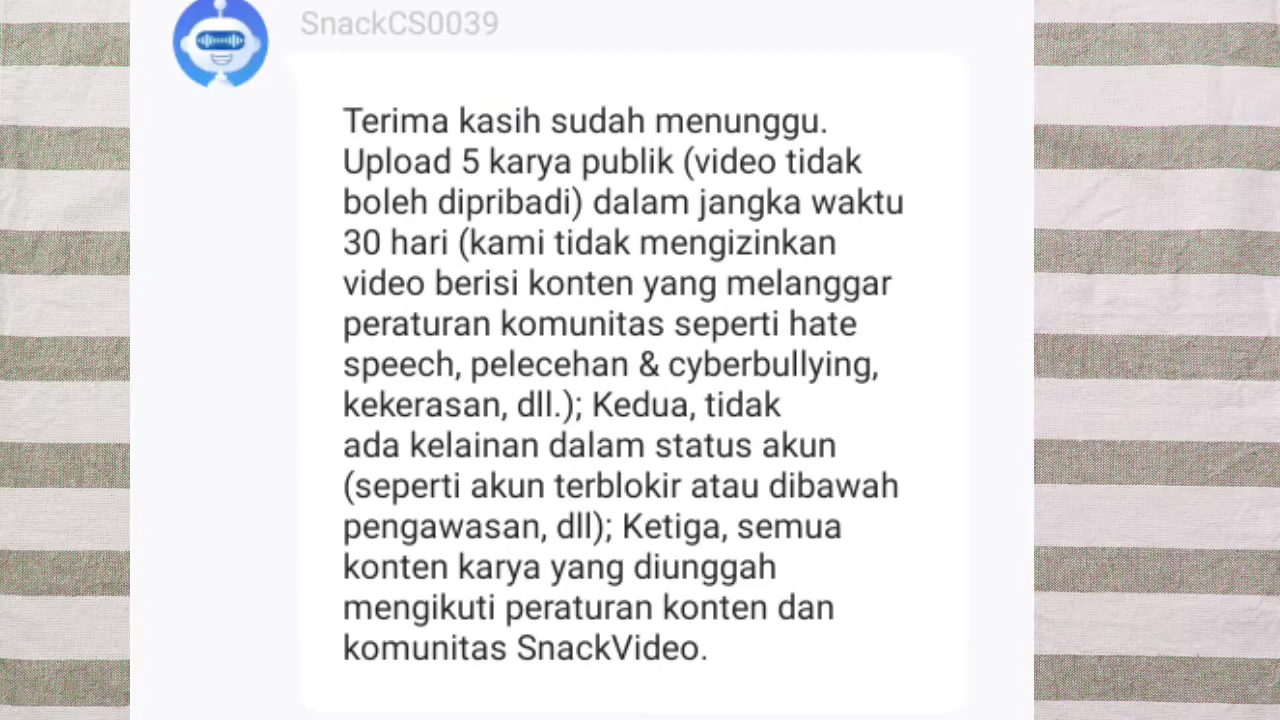 SnackCS0039
Terima kasih sudah menunggu.
Upload 5 karya publik (video tidak
boleh dipribadi) dalam jangka waktu
30 hari (kami tidak mengizinkan
video berisi konten yang melanggar
peraturan komunitas seperti hate
speech, pelecehan & cyberbullying,
kekerasan, dll.); Kedua, tidak
ada kelainan dalam status akun
(seperti akun terblokir atau dibawah
pengawasan, dll); Ketiga, semua
konten karya yang diunggah
mengikuti peraturan konten dan
komunitas SnackVideo.